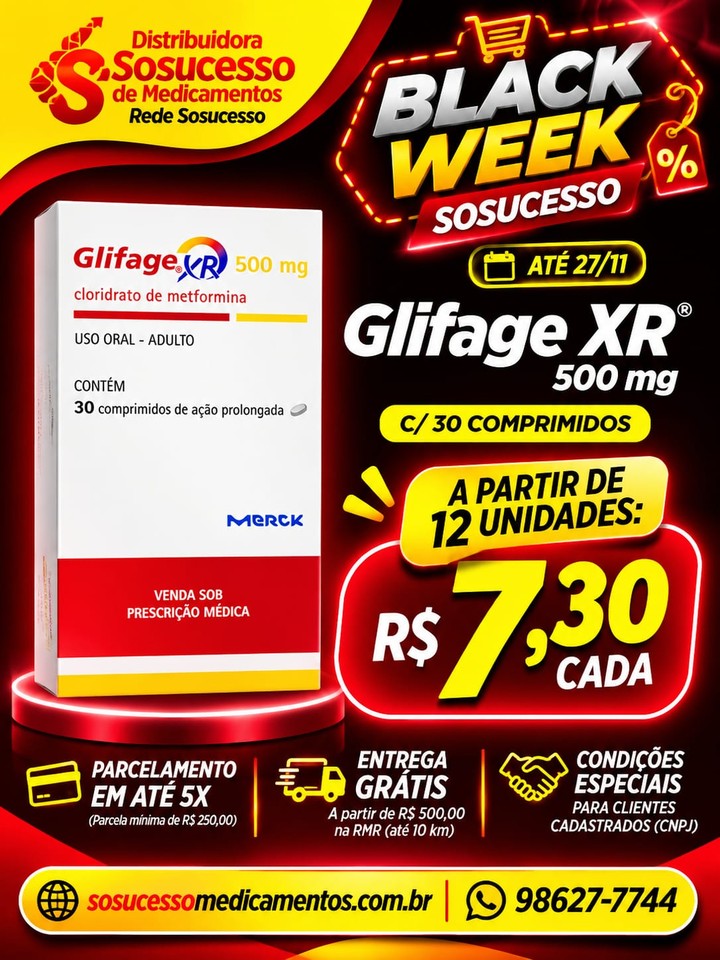 Distribuidora
Sosucesso
de Medicamentos
Rede Sosucesso
BLACK
WEEK
SOSUCESSO
%
ATÉ 27/11
Glifage XR 500 mg
cloridrato de metformina
USO ORAL - ADULTO
CONTÉM
30 comprimidos de ação prolongada
MERCK
VENDA SOB
PRESCRIÇÃO MÉDICA
Glifage XR®
500 mg
C/ 30 COMPRIMIDOS
A PARTIR DE
12 UNIDADES:
R$ 7,30
CADA
PARCELAMENTO
EM ATÉ 5X
(Parcela mínima de R$ 250,00)
ENTREGA
GRÁTIS
A partir de R$ 500,00
na RMR (até 10 km)
CONDIÇÕES
ESPECIAIS
PARA CLIENTES
CADASTRADOS (CNPJ)
sosucessomedicamentos.com.br
98627-7744